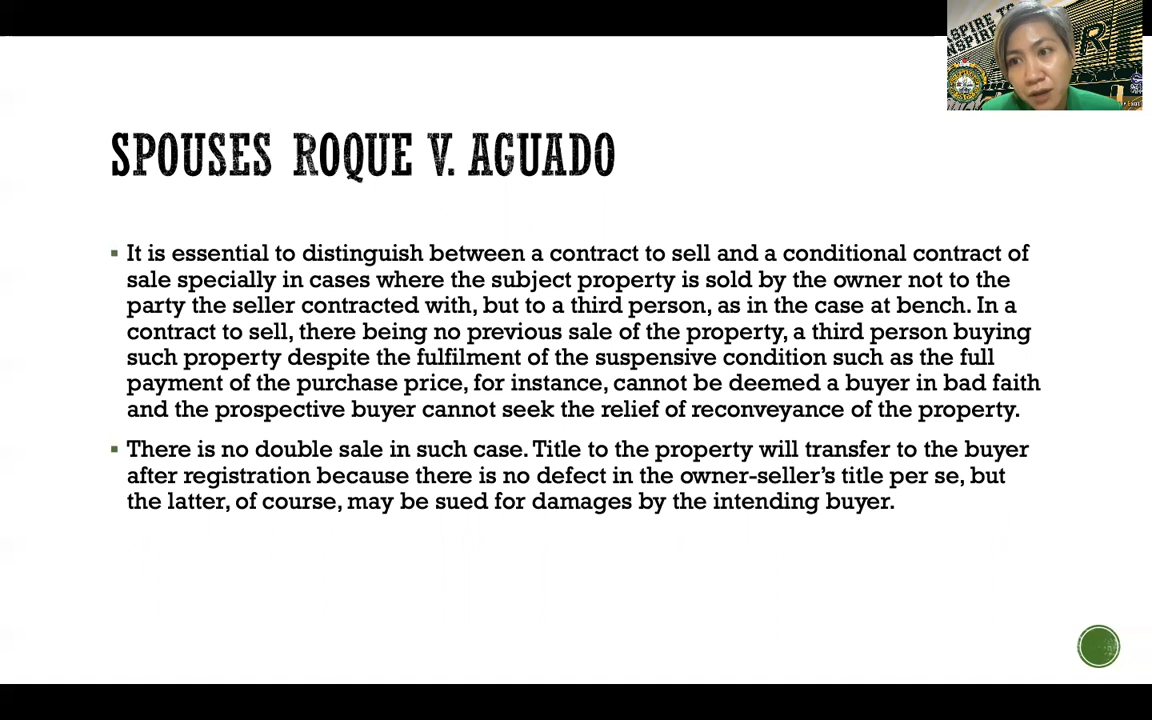 SPIRE TO
NSPIRE
R
SPOUSES ROQUE V. AGUADO
It is essential to distinguish between a contract to sell and a conditional contract of
sale specially in cases where the subject property is sold by the owner not to the
party the seller contracted with, but to a third person, as in the case at bench. In a
contract to sell, there being no previous sale of the property, a third person buying
such property despite the fulfilment of the suspensive condition such as the full
payment of the purchase price, for instance, cannot be deemed a buyer in bad faith
and the prospective buyer cannot seek the relief of reconveyance of the property.
There is no double sale in such case. Title to the property will transfer to the buyer
after registration because there is no defect in the owner-seller’s title per se, but
the latter, of course, may be sued for damages by the intending buyer.